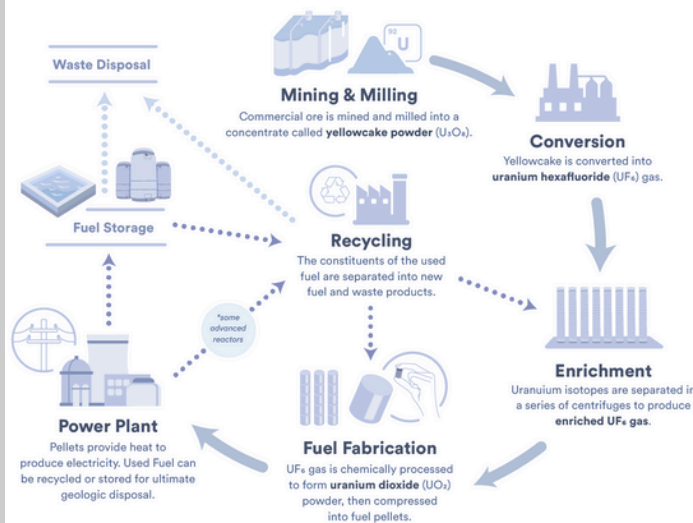 Waste Disposal
92
U
Mining & Milling
Commercial ore is mined and milled into a
concentrate called yellowcake powder (U₃O₈).
Conversion
Yellowcake is converted into
uranium hexafluoride (UF₆) gas.
Fuel Storage
Recycling
The constituents of the used
fuel are separated into new
fuel and waste products.
*some
advanced
reactors
Enrichment
Uranuium isotopes are separated in
a series of centrifuges to produce
enriched UF₆ gas.
Power Plant
Pellets provide heat to
produce electricity. Used Fuel can
be recycled or stored for ultimate
geologic disposal.
Fuel Fabrication
UF₆ gas is chemically processed
to form uranium dioxide (UO₂)
powder, then compressed
into fuel pellets.